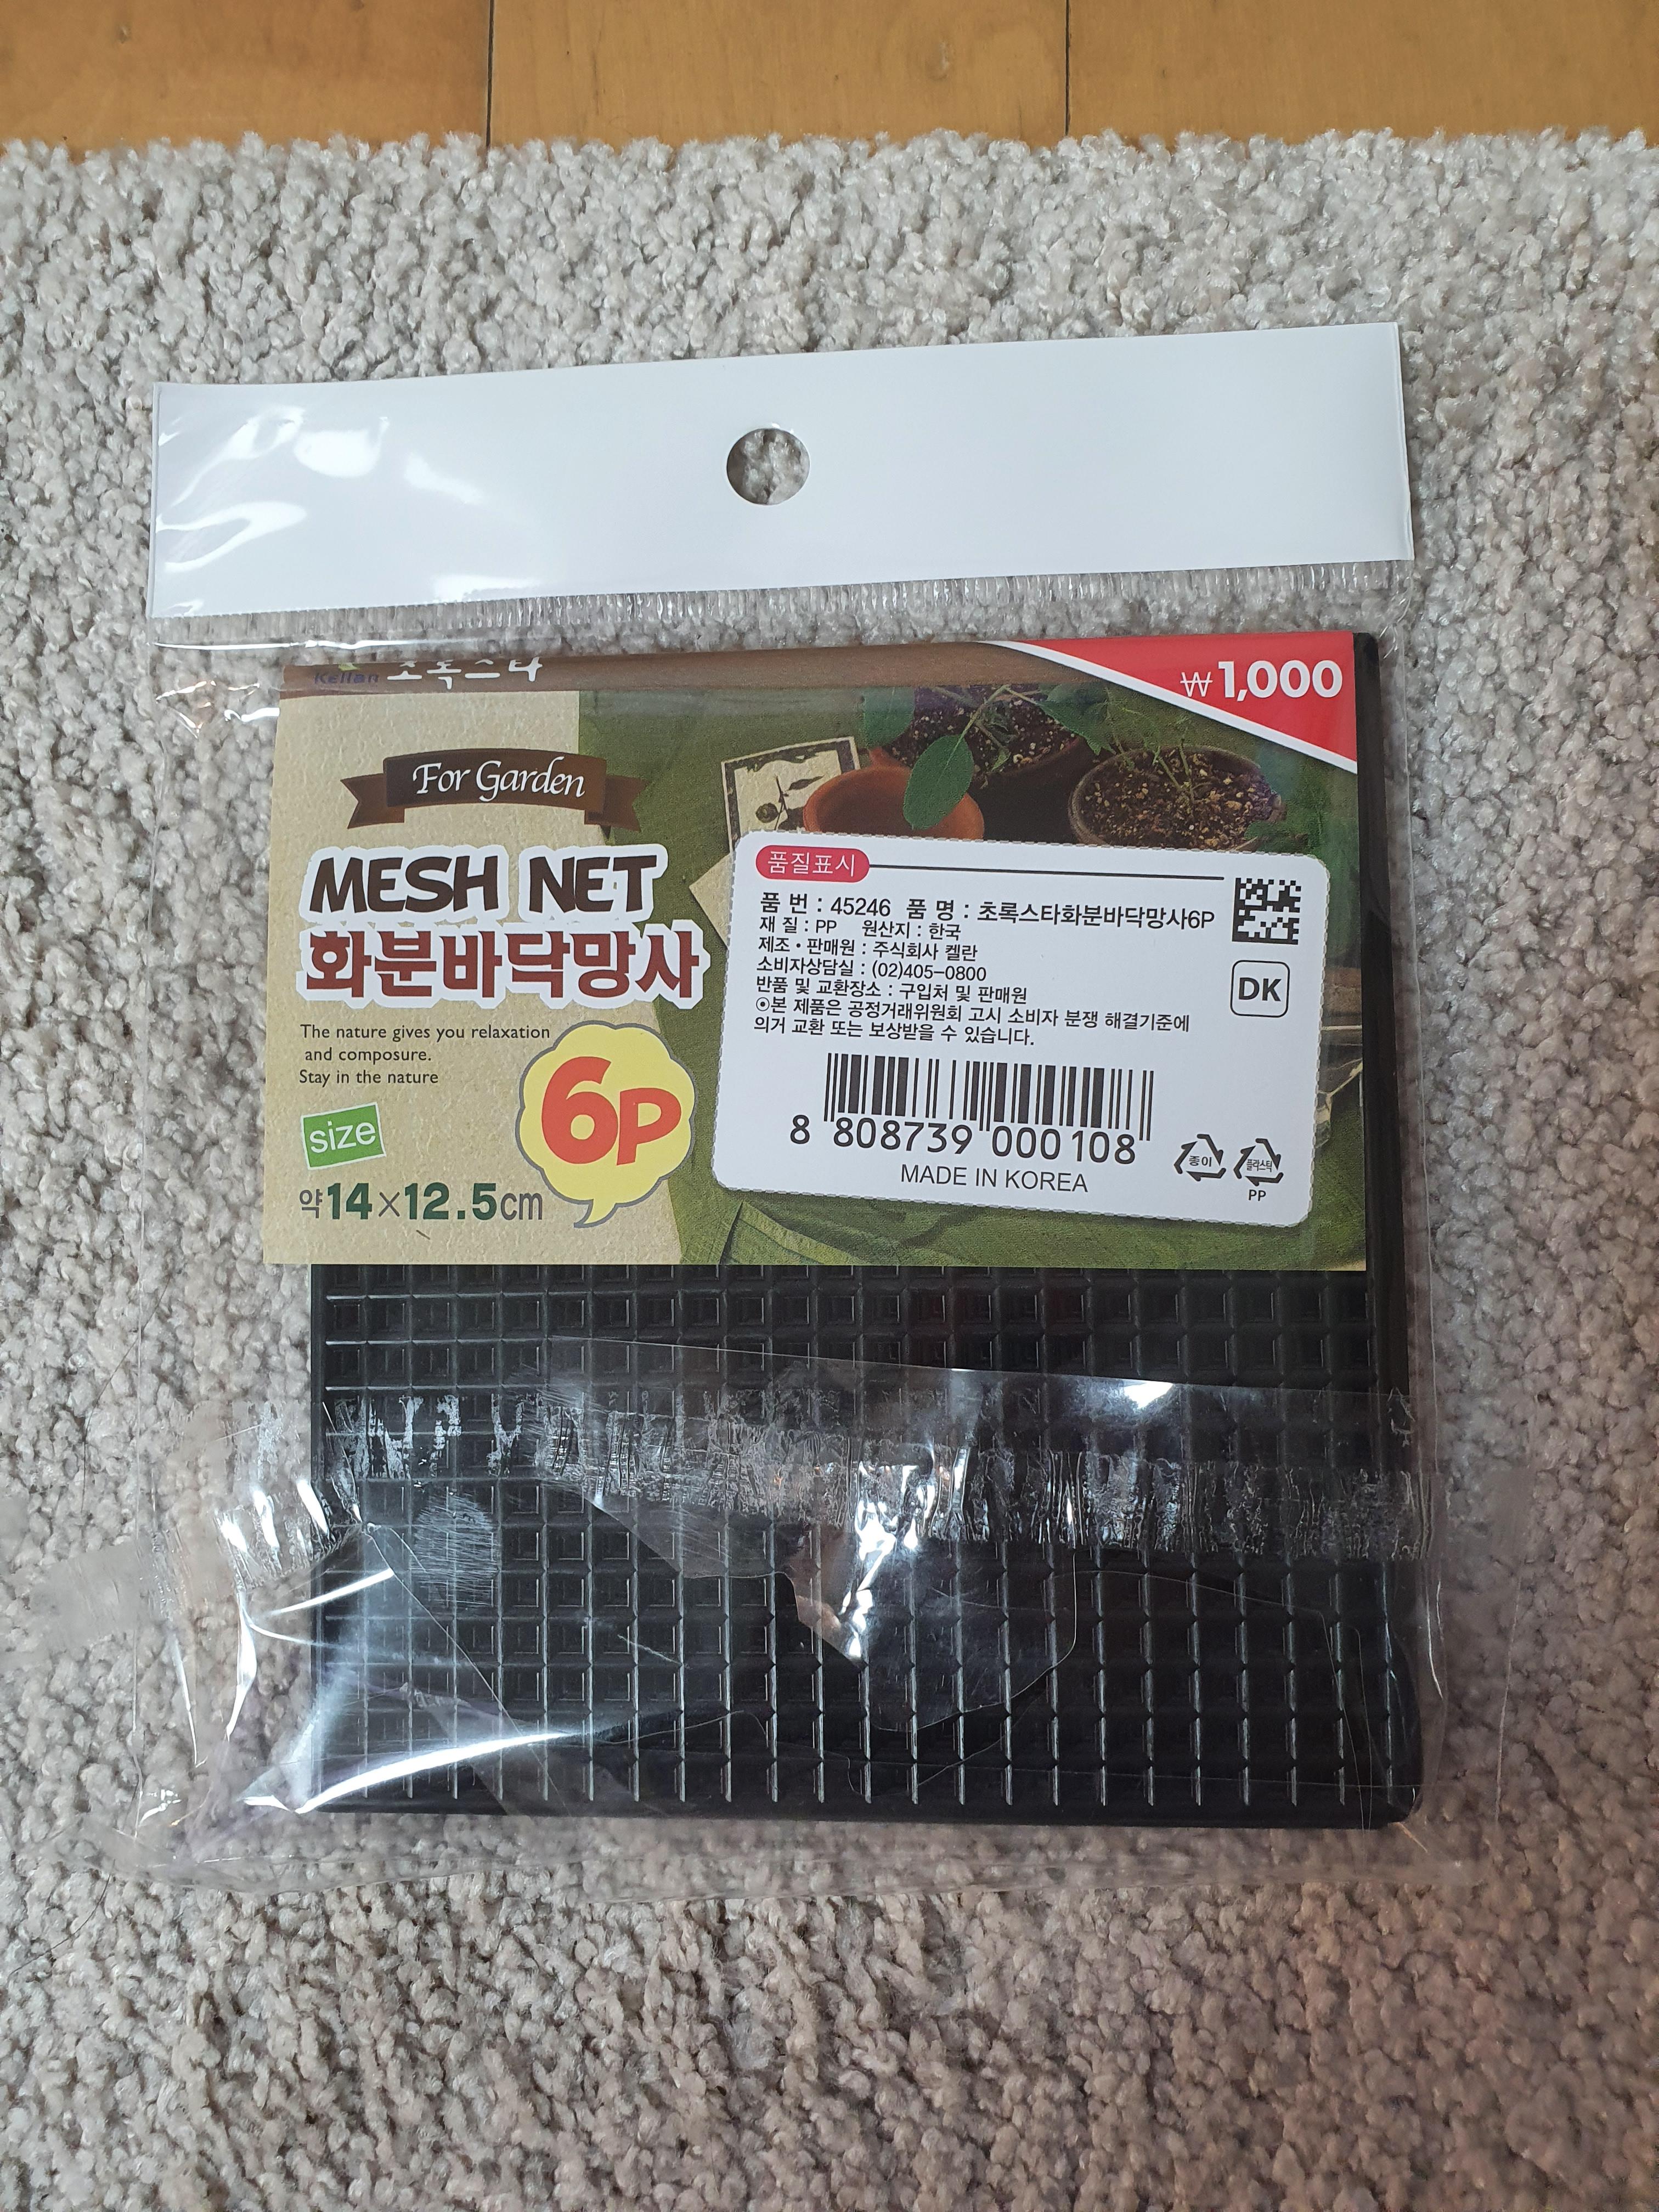 Kellan 초록스타
₩1,000
For Garden
MESH NET
화분바닥망사
The nature gives you relaxation
and composure.
Stay in the nature
6P
size
약14×12.5cm
품질표시
품 번 : 45246 품 명 : 초록스타화분바닥망사6P
재 질 : PP 원산지 : 한국
제조·판매원 : 주식회사 켈란
소비자상담실 : (02)405-0800
반품 및 교환장소 : 구입처 및 판매원
⊙본 제품은 공정거래위원회 고시 소비자 분쟁 해결기준에
의거 교환 또는 보상받을 수 있습니다.
DK
8 808739 000108
MADE IN KOREA
종이
플라스틱
PP